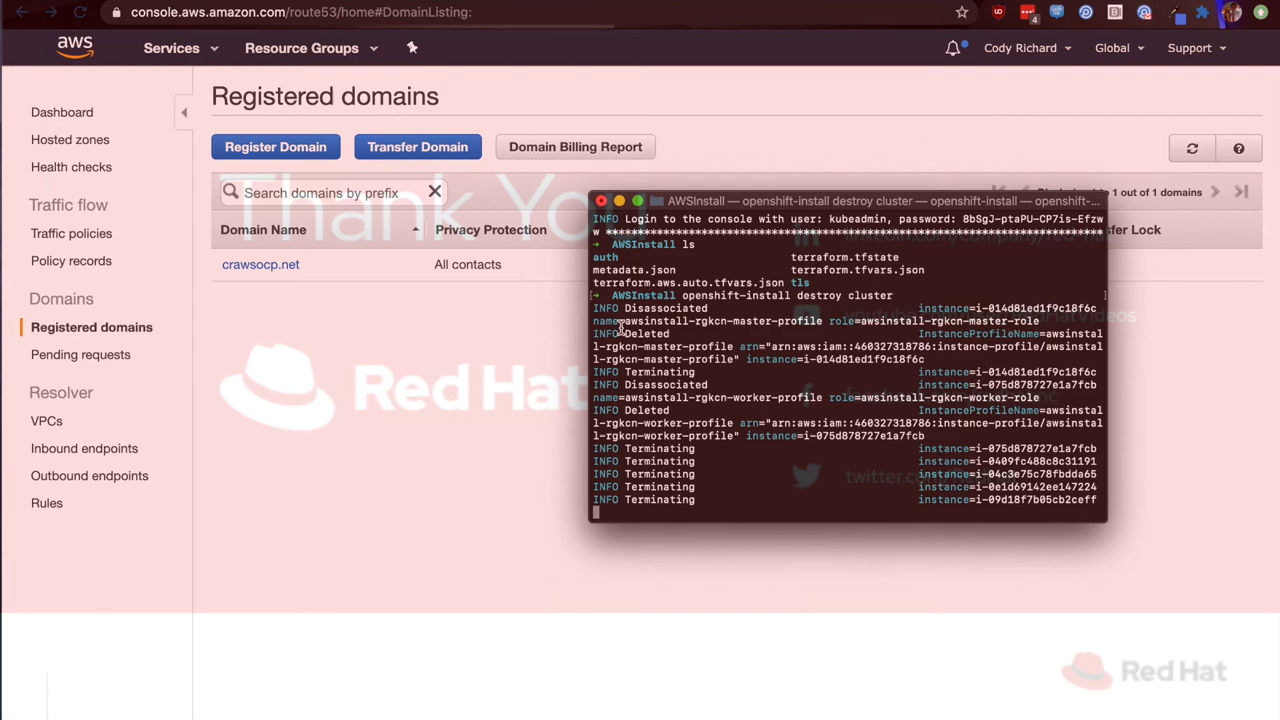 console.aws.amazon.com/route53/home#DomainListing:
4
aws
Services
Resource Groups
Cody Richard
Global
Support
Dashboard
Hosted zones
Health checks
Traffic flow
Traffic policies
Policy records
Domains
Registered domains
Pending requests
Resolver
VPCs
Inbound endpoints
Outbound endpoints
Rules
Registered domains
Register Domain
Transfer Domain
Domain Billing Report
Search domains by prefix
1 out of 1 domains
Domain Name
Privacy Protection
fer Lock
crawsocp.net
All contacts
Thank You
Red Hat
AWSInstall — openshift-install destroy cluster — openshift-install — openshift-...
INFO Login to the console with user: kubeadmin, password: 8bSgJ-ptaPU-CP7is-Efzw
w ******************************************************************************
➜ AWSInstall ls
auth terraform.tfstate
metadata.json terraform.tfvars.json
terraform.aws.auto.tfvars.json tls
[➜ AWSInstall openshift-install destroy cluster ]
INFO Disassociated instance=i-014d81ed1f9c18f6c
name=awsinstall-rgkcn-master-profile role=awsinstall-rgkcn-master-role
INFO Deleted InstanceProfileName=awsinstal
l-rgkcn-master-profile arn="arn:aws:iam::460327318786:instance-profile/awsinstal
l-rgkcn-master-profile" instance=i-014d81ed1f9c18f6c
INFO Terminating instance=i-014d81ed1f9c18f6c
INFO Disassociated instance=i-075d878727e1a7fcb
name=awsinstall-rgkcn-worker-profile role=awsinstall-rgkcn-worker-role
INFO Deleted InstanceProfileName=awsinstal
l-rgkcn-worker-profile arn="arn:aws:iam::460327318786:instance-profile/awsinstal
l-rgkcn-worker-profile" instance=i-075d878727e1a7fcb
INFO Terminating instance=i-075d878727e1a7fcb
INFO Terminating instance=i-0409fc488c8c31191
INFO Terminating instance=i-04c3e75c78fbdda65
INFO Terminating instance=i-0e1d69142ee147224
INFO Terminating instance=i-09d18f7b05cb2ceff
Red Hat